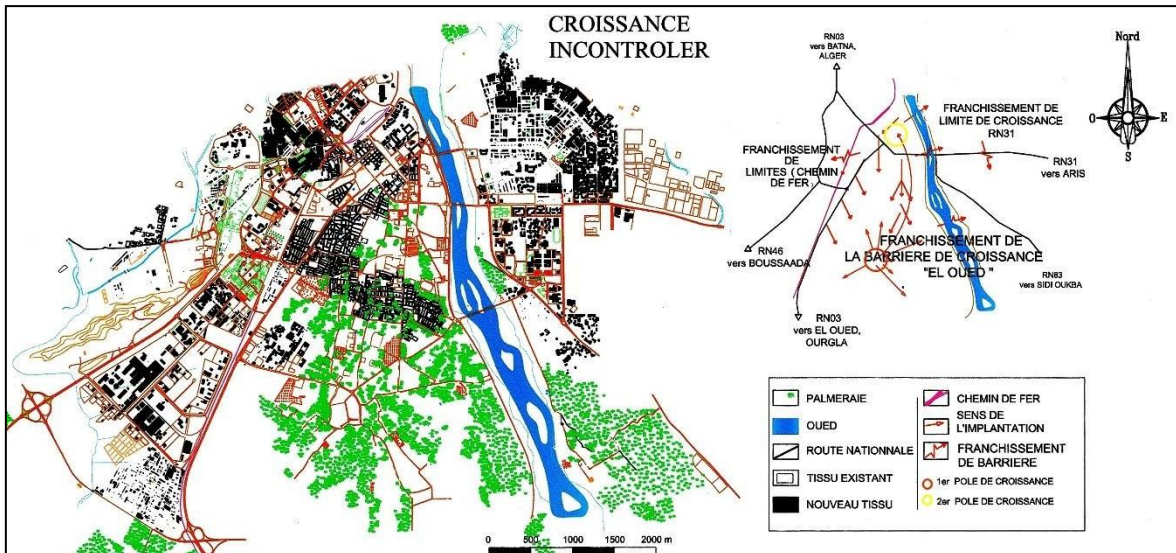 CROISSANCE
INCONTROLER
RN03
vers BATNA,
ALGER
Nord
O
E
S
FRANCHISSEMENT DE
LIMITE DE CROISSANCE
RN31
FRANCHISSEMENT
DE
LIMITES ( CHEMIN
DE FER )
RN31
vers ARIS
RN46
vers BOUSSAADA
FRANCHISSEMENT DE
LA BARRIERE DE CROISSANCE
"EL OUED "
RN83
vers SIDI OUKBA
RN03
vers EL OUED,
OURGLA
PALMERAIE
OUED
ROUTE NATIONNALE
TISSU EXISTANT
NOUVEAU TISSU
CHEMIN DE FER
SENS DE
L'IMPLANTATION
FRANCHISSEMENT
DE BARRIERE
1er POLE DE CROISSANCE
2er POLE DE CROISSANCE
0 500 1000 1500 2000 m